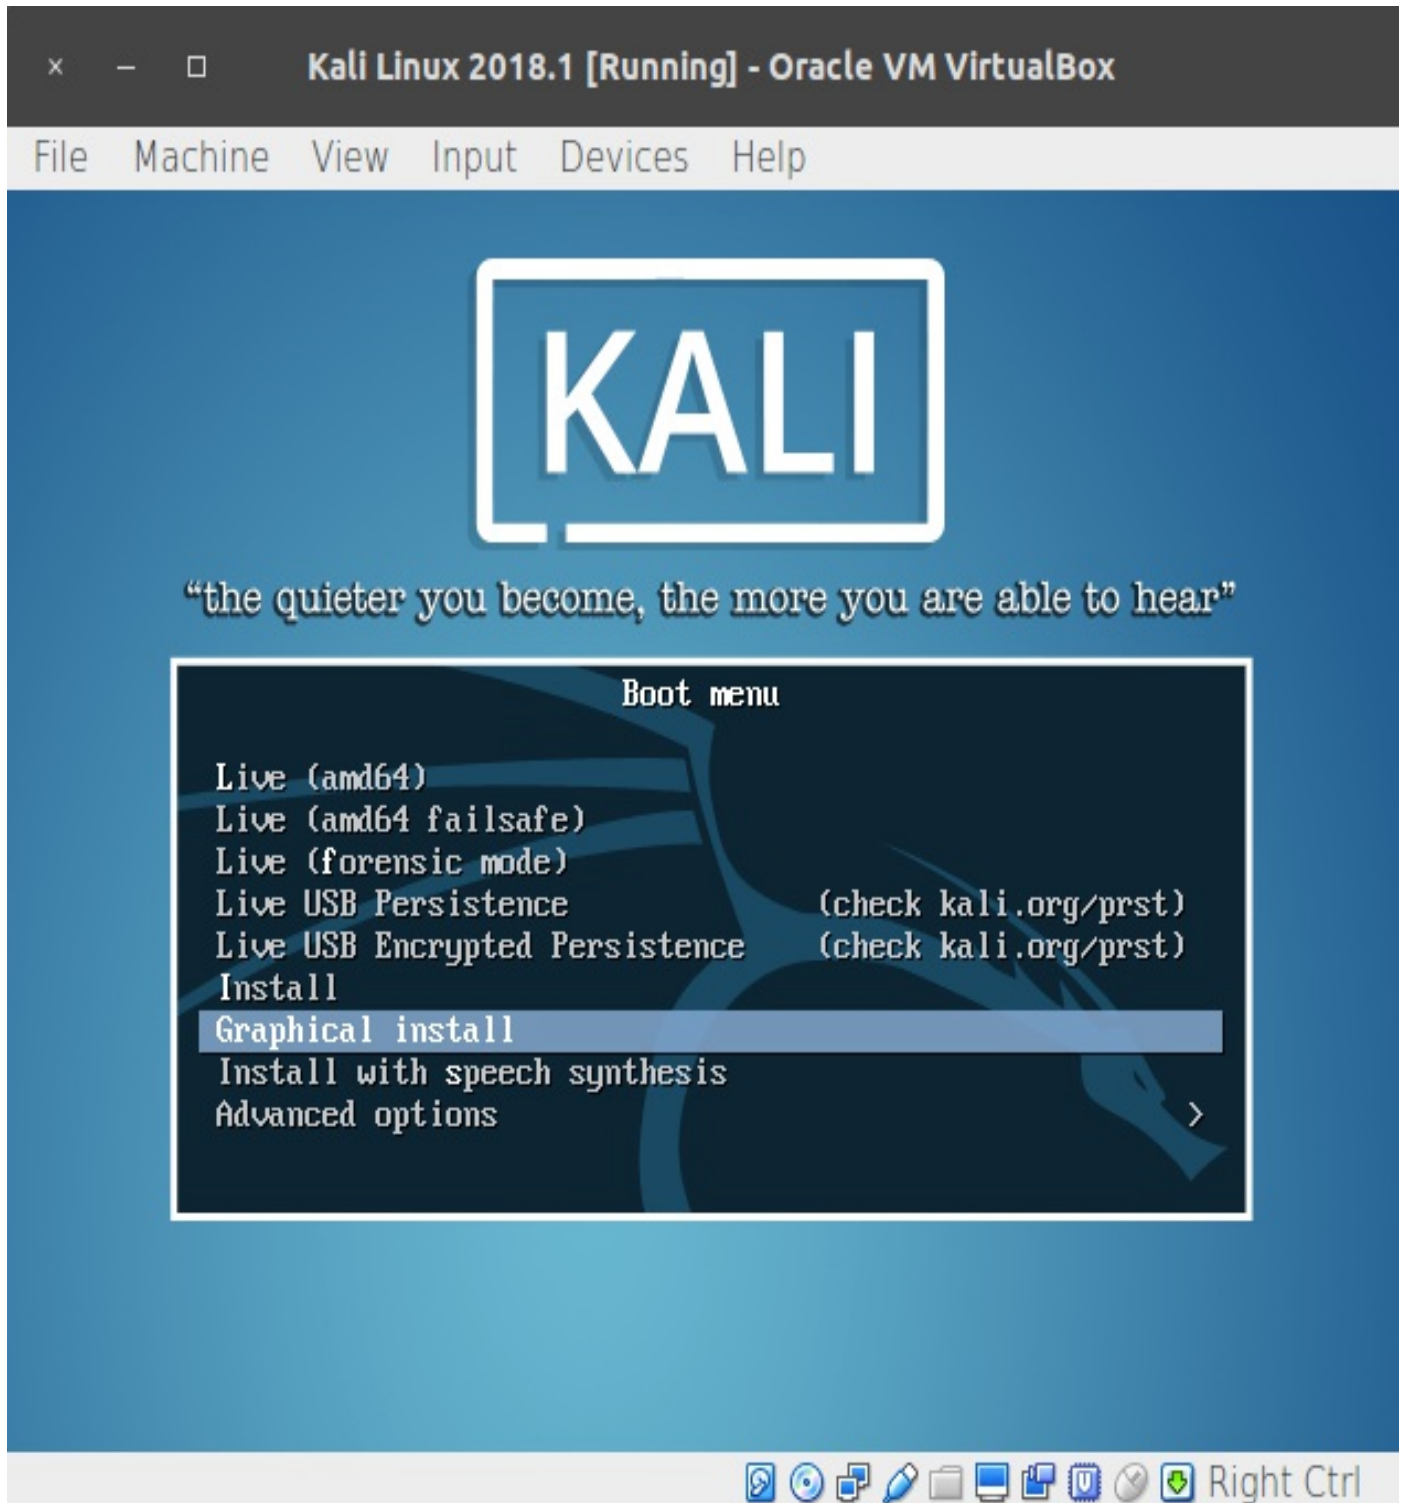 Kali Linux 2018.1 [Running] - Oracle VM VirtualBox
File Machine View Input Devices Help
KALI
“the quieter you become, the more you are able to hear”
Boot menu
Live (amd64)
Live (amd64 failsafe)
Live (forensic mode)
Live USB Persistence (check kali.org/prst)
Live USB Encrypted Persistence (check kali.org/prst)
Install
Graphical install
Install with speech synthesis
Advanced options >
Right Ctrl